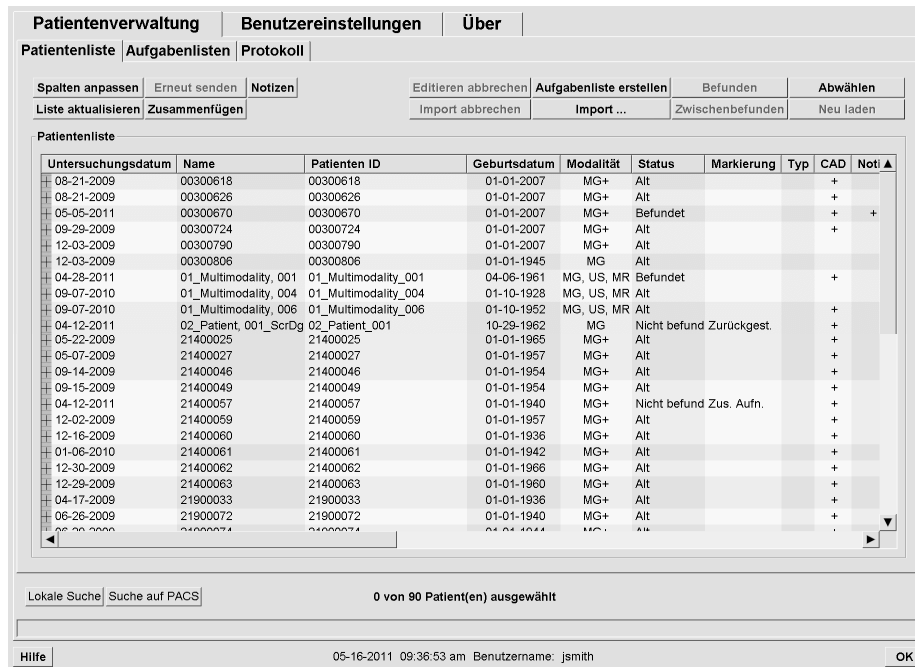 Patientenverwaltung Benutzereinstellungen Über
Patientenliste Aufgabenlisten Protokoll
Spalten anpassen Erneut senden Notizen Editieren abbrechen Aufgabenliste erstellen Befunden Abwählen
Liste aktualisieren Zusammenfügen Import abbrechen Import ... Zwischenbefunden Neu laden
Patientenliste
Untersuchungsdatum Name Patienten ID Geburtsdatum Modalität Status Markierung Typ CAD Noti
08-21-2009 00300618 00300618 01-01-2007 MG+ Alt +
08-21-2009 00300626 00300626 01-01-2007 MG+ Alt +
05-05-2011 00300670 00300670 01-01-2007 MG+ Befundet + +
09-29-2009 00300724 00300724 01-01-2007 MG+ Alt +
12-03-2009 00300790 00300790 01-01-2007 MG+ Alt
12-03-2009 00300806 00300806 01-01-1945 MG Alt
04-28-2011 01_Multimodality, 001 01_Multimodality_001 04-06-1961 MG, US, MR Befundet +
09-07-2010 01_Multimodality, 004 01_Multimodality_004 01-10-1928 MG, US, MR Alt
09-07-2010 01_Multimodality, 006 01_Multimodality_006 01-10-1952 MG, US, MR Alt +
04-12-2011 02_Patient, 001_ScrDg 02_Patient_001 10-29-1962 MG Nicht befund Zurückgest. +
05-22-2009 21400025 21400025 01-01-1965 MG+ Alt +
05-07-2009 21400027 21400027 01-01-1957 MG+ Alt +
09-14-2009 21400046 21400046 01-01-1954 MG+ Alt +
09-15-2009 21400049 21400049 01-01-1954 MG+ Alt +
04-12-2011 21400057 21400057 01-01-1940 MG+ Nicht befund Zus. Aufn. +
12-02-2009 21400059 21400059 01-01-1957 MG+ Alt +
12-16-2009 21400060 21400060 01-01-1936 MG+ Alt +
01-06-2010 21400061 21400061 01-01-1942 MG+ Alt +
12-30-2009 21400062 21400062 01-01-1966 MG+ Alt +
12-29-2009 21400063 21400063 01-01-1960 MG+ Alt +
04-17-2009 21900033 21900033 01-01-1936 MG+ Alt +
06-26-2009 21900072 21900072 01-01-1940 MG+ Alt +
Lokale Suche Suche auf PACS 0 von 90 Patient(en) ausgewählt
Hilfe 05-16-2011 09:36:53 am Benutzername: jsmith OK